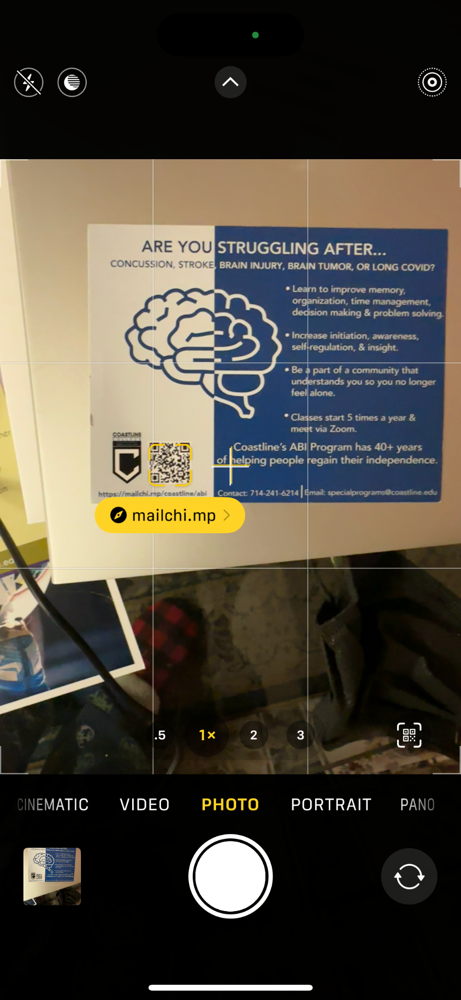 ARE YOU STRUGGLING AFTER...
CONCUSSION, STROKE, BRAIN INJURY, BRAIN TUMOR, OR LONG COVID?
• Learn to improve memory,
organization, time management,
decision making & problem solving.
• Increase initiation, awareness,
self-regulation, & insight.
• Be a part of a community that
understands you so you no longer
feel alone.
• Classes start 5 times a year &
meet via Zoom.
Coastline's ABI Program has 40+ years
of helping people regain their independence.
COASTLINE
COLLEGE
https://mailchi.mp/coastline/abi
Contact: 714-241-6214 | Email: specialprograms@coastline.edu
mailchi.mp
.5 1× 2 3
CINEMATIC VIDEO PHOTO PORTRAIT PANO